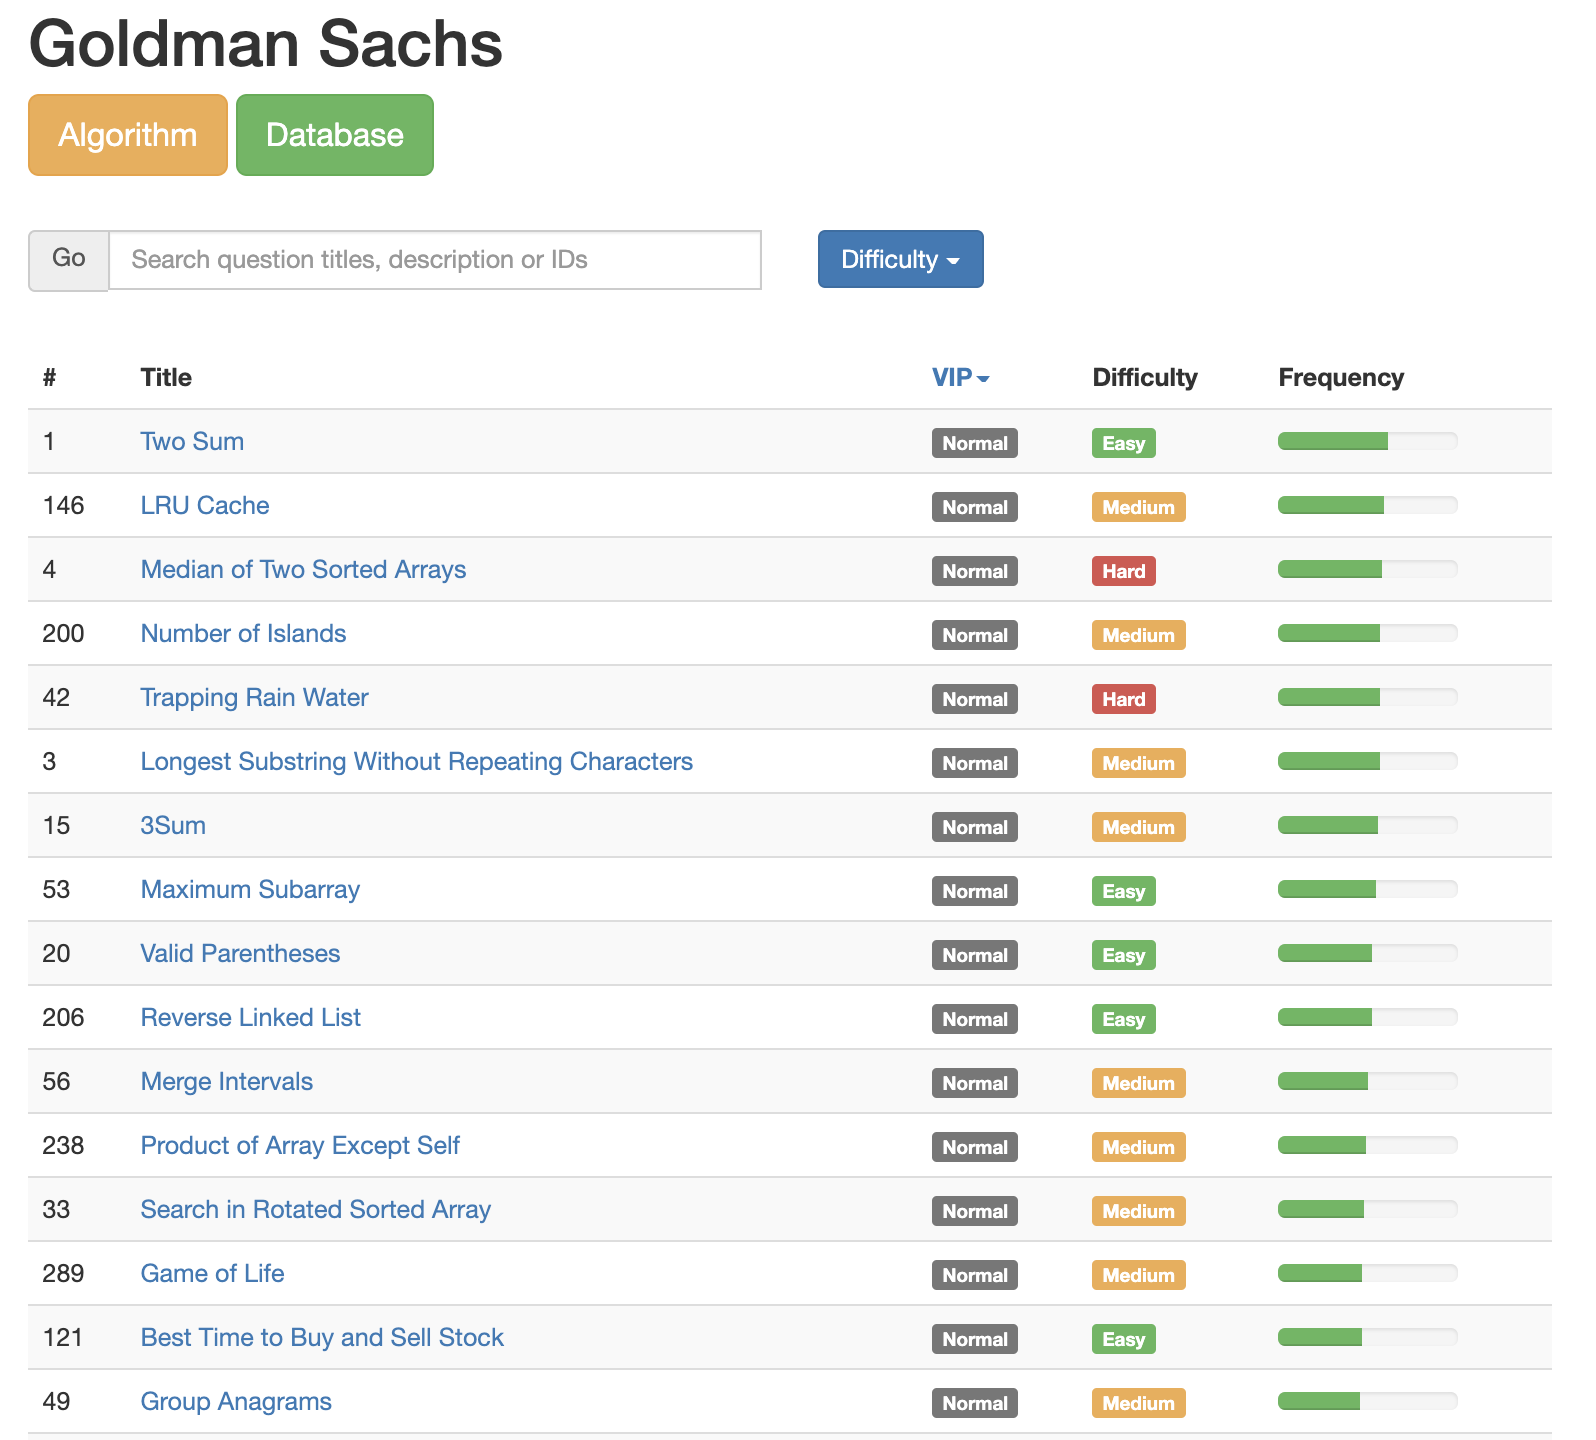 Goldman Sachs
Algorithm Database
Go Search question titles, description or IDs Difficulty
# Title VIP Difficulty Frequency
1 Two Sum Normal Easy
146 LRU Cache Normal Medium
4 Median of Two Sorted Arrays Normal Hard
200 Number of Islands Normal Medium
42 Trapping Rain Water Normal Hard
3 Longest Substring Without Repeating Characters Normal Medium
15 3Sum Normal Medium
53 Maximum Subarray Normal Easy
20 Valid Parentheses Normal Easy
206 Reverse Linked List Normal Easy
56 Merge Intervals Normal Medium
238 Product of Array Except Self Normal Medium
33 Search in Rotated Sorted Array Normal Medium
289 Game of Life Normal Medium
121 Best Time to Buy and Sell Stock Normal Easy
49 Group Anagrams Normal Medium